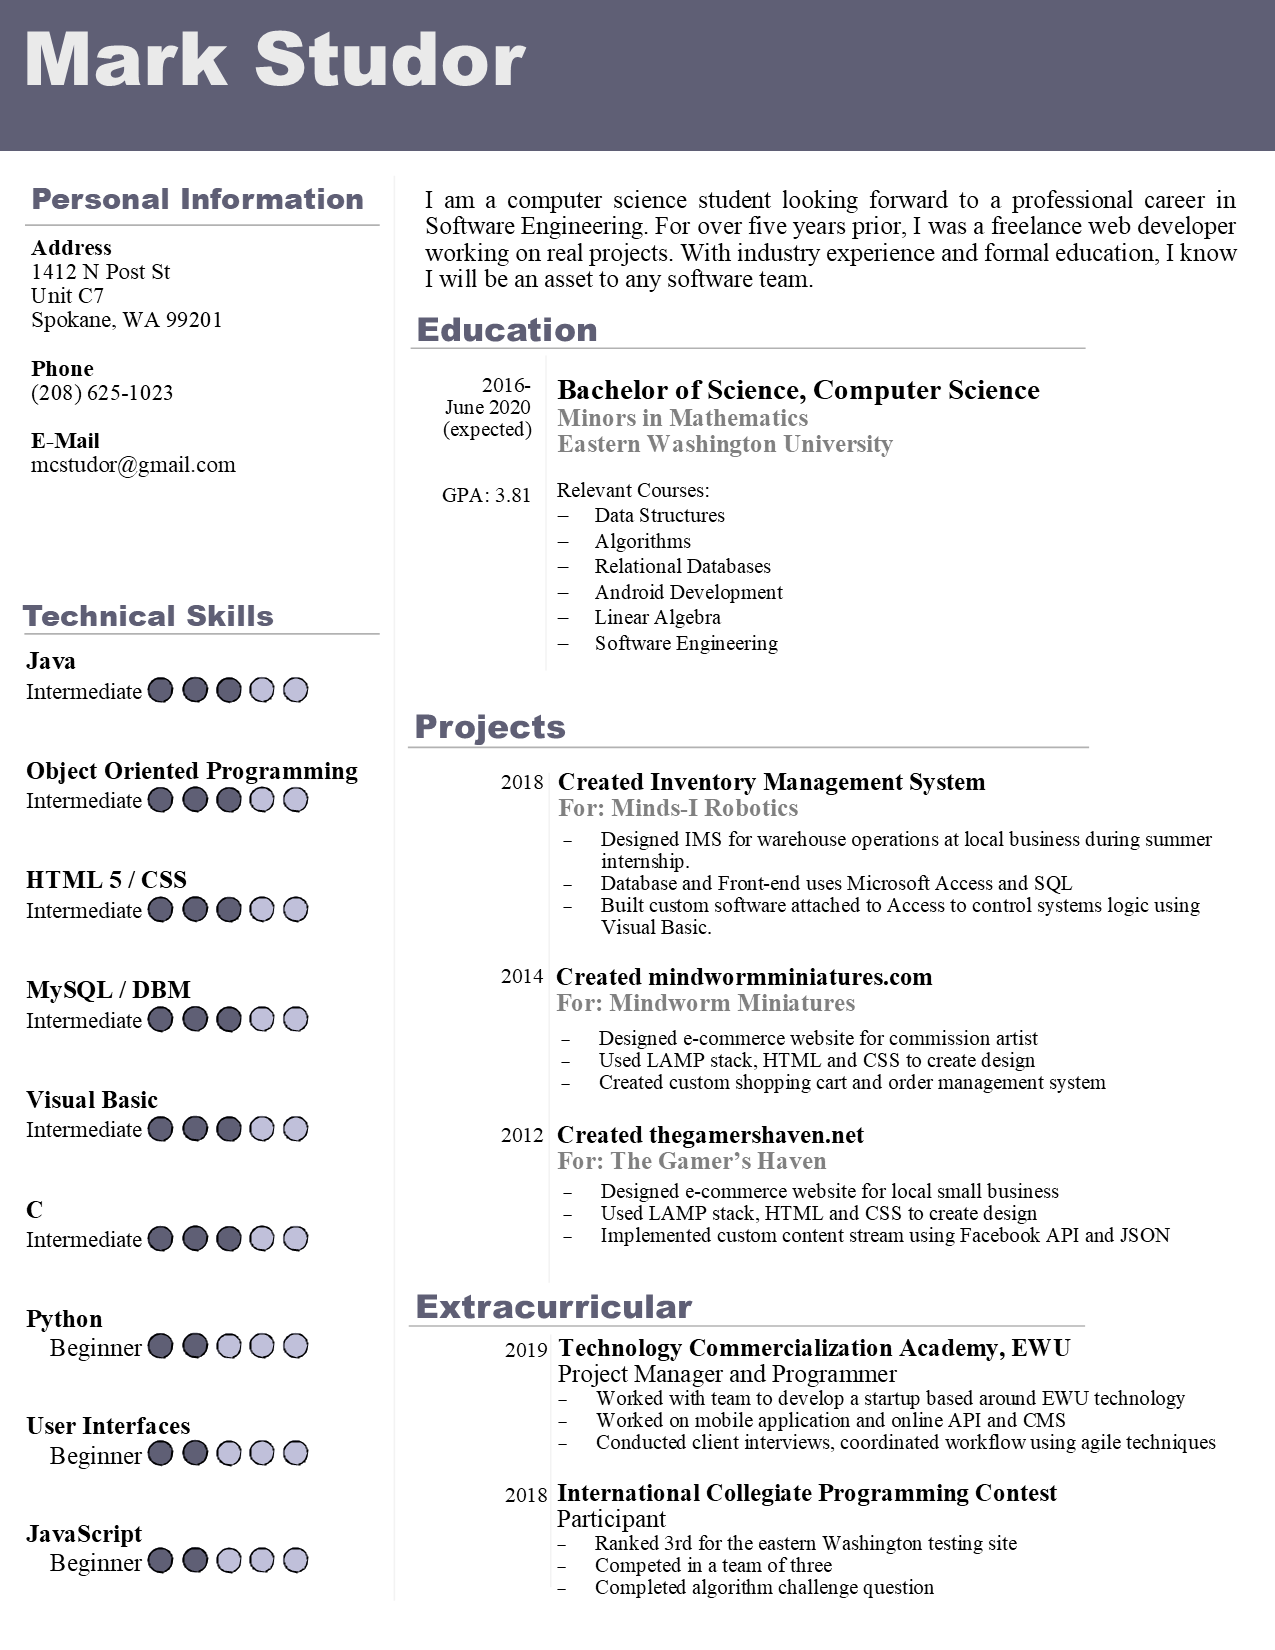 Mark Studor
Personal Information
Address
1412 N Post St
Unit C7
Spokane, WA 99201
Phone
(208) 625-1023
E-Mail
mcstudor@gmail.com
Technical Skills
Java
Intermediate
Object Oriented Programming
Intermediate
HTML 5 / CSS
Intermediate
MySQL / DBM
Intermediate
Visual Basic
Intermediate
C
Intermediate
Python
Beginner
User Interfaces
Beginner
JavaScript
Beginner
I am a computer science student looking forward to a professional career in
Software Engineering. For over five years prior, I was a freelance web developer
working on real projects. With industry experience and formal education, I know
I will be an asset to any software team.
Education
2016-
June 2020
(expected)
GPA: 3.81
Bachelor of Science, Computer Science
Minors in Mathematics
Eastern Washington University
Relevant Courses:
– Data Structures
– Algorithms
– Relational Databases
– Android Development
– Linear Algebra
– Software Engineering
Projects
2018 Created Inventory Management System
For: Minds-I Robotics
– Designed IMS for warehouse operations at local business during summer
internship.
– Database and Front-end uses Microsoft Access and SQL
– Built custom software attached to Access to control systems logic using
Visual Basic.
2014 Created mindwormminiatures.com
For: Mindworm Miniatures
– Designed e-commerce website for commission artist
– Used LAMP stack, HTML and CSS to create design
– Created custom shopping cart and order management system
2012 Created thegamershaven.net
For: The Gamer’s Haven
– Designed e-commerce website for local small business
– Used LAMP stack, HTML and CSS to create design
– Implemented custom content stream using Facebook API and JSON
Extracurricular
2019 Technology Commercialization Academy, EWU
Project Manager and Programmer
– Worked with team to develop a startup based around EWU technology
– Worked on mobile application and online API and CMS
– Conducted client interviews, coordinated workflow using agile techniques
2018 International Collegiate Programming Contest
Participant
– Ranked 3rd for the eastern Washington testing site
– Competed in a team of three
– Completed algorithm challenge question